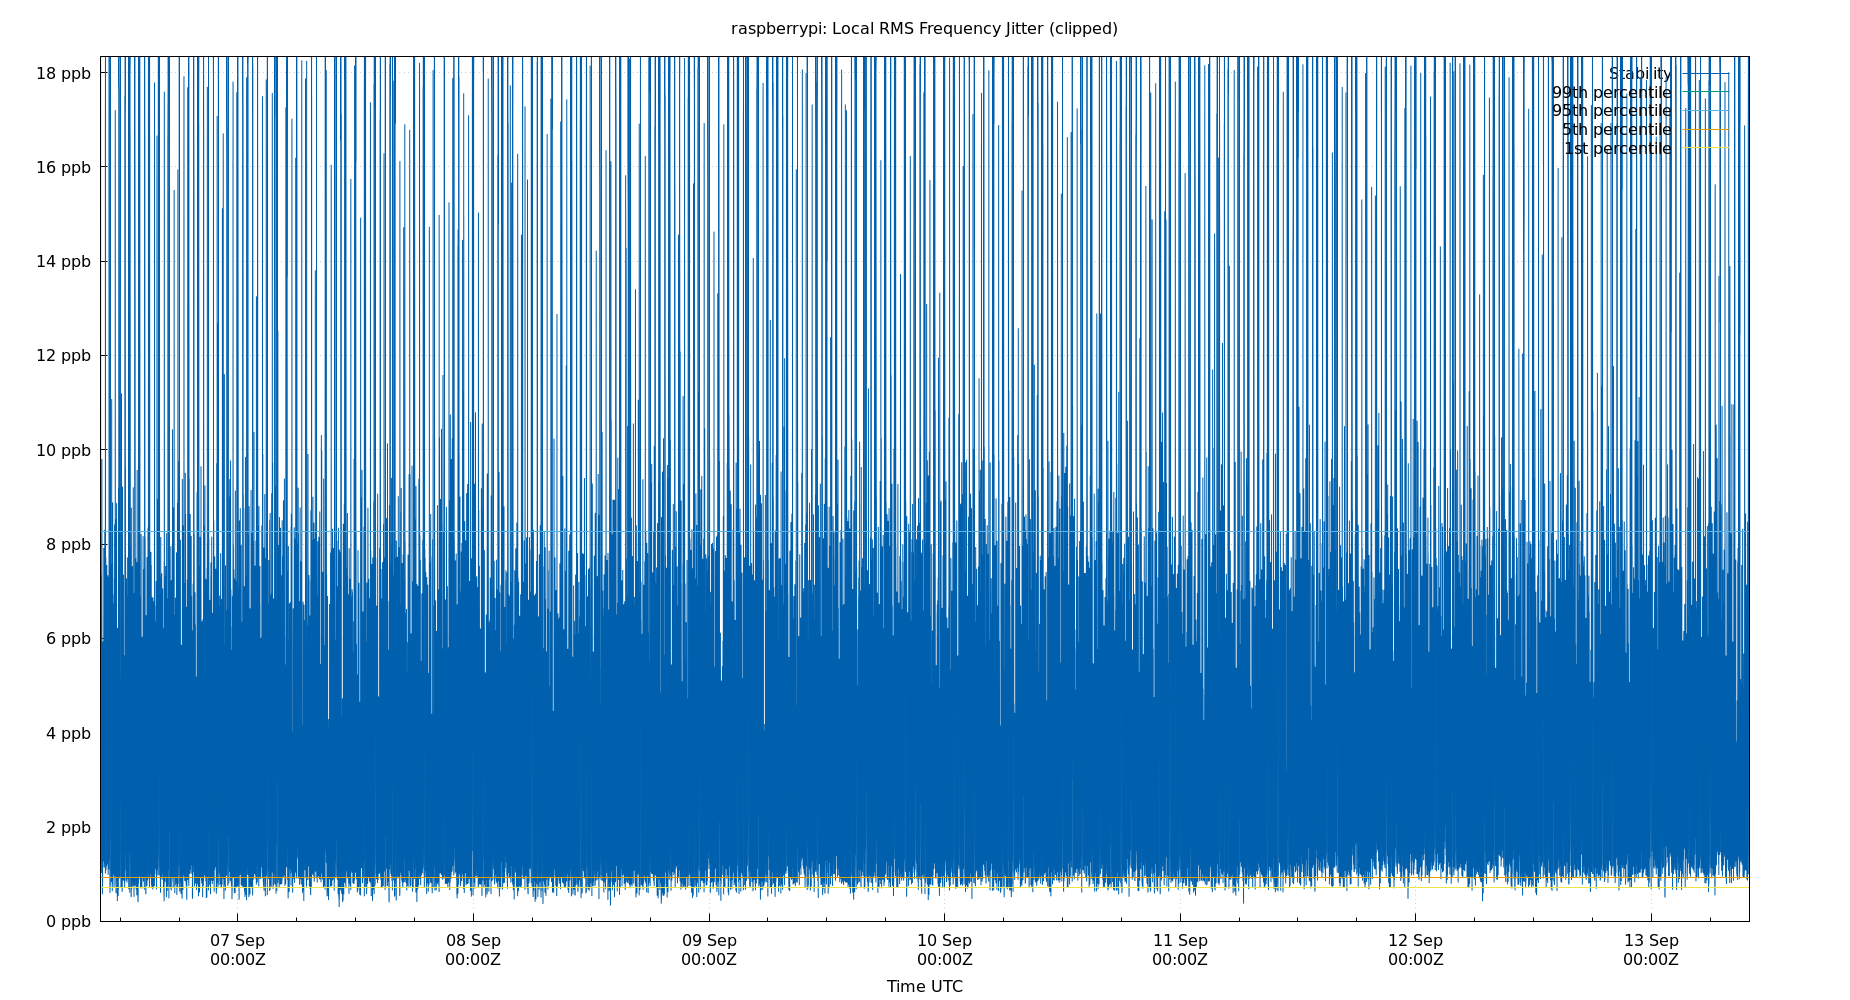 raspberrypi: Local RMS Frequency Jitter (clipped)
18 ppb
16 ppb
14 ppb
12 ppb
10 ppb
8 ppb
6 ppb
4 ppb
2 ppb
0 ppb
Stability
99th percentile
95th percentile
5th percentile
1st percentile
07 Sep
00:00Z
08 Sep
00:00Z
09 Sep
00:00Z
10 Sep
00:00Z
11 Sep
00:00Z
12 Sep
00:00Z
13 Sep
00:00Z
Time UTC